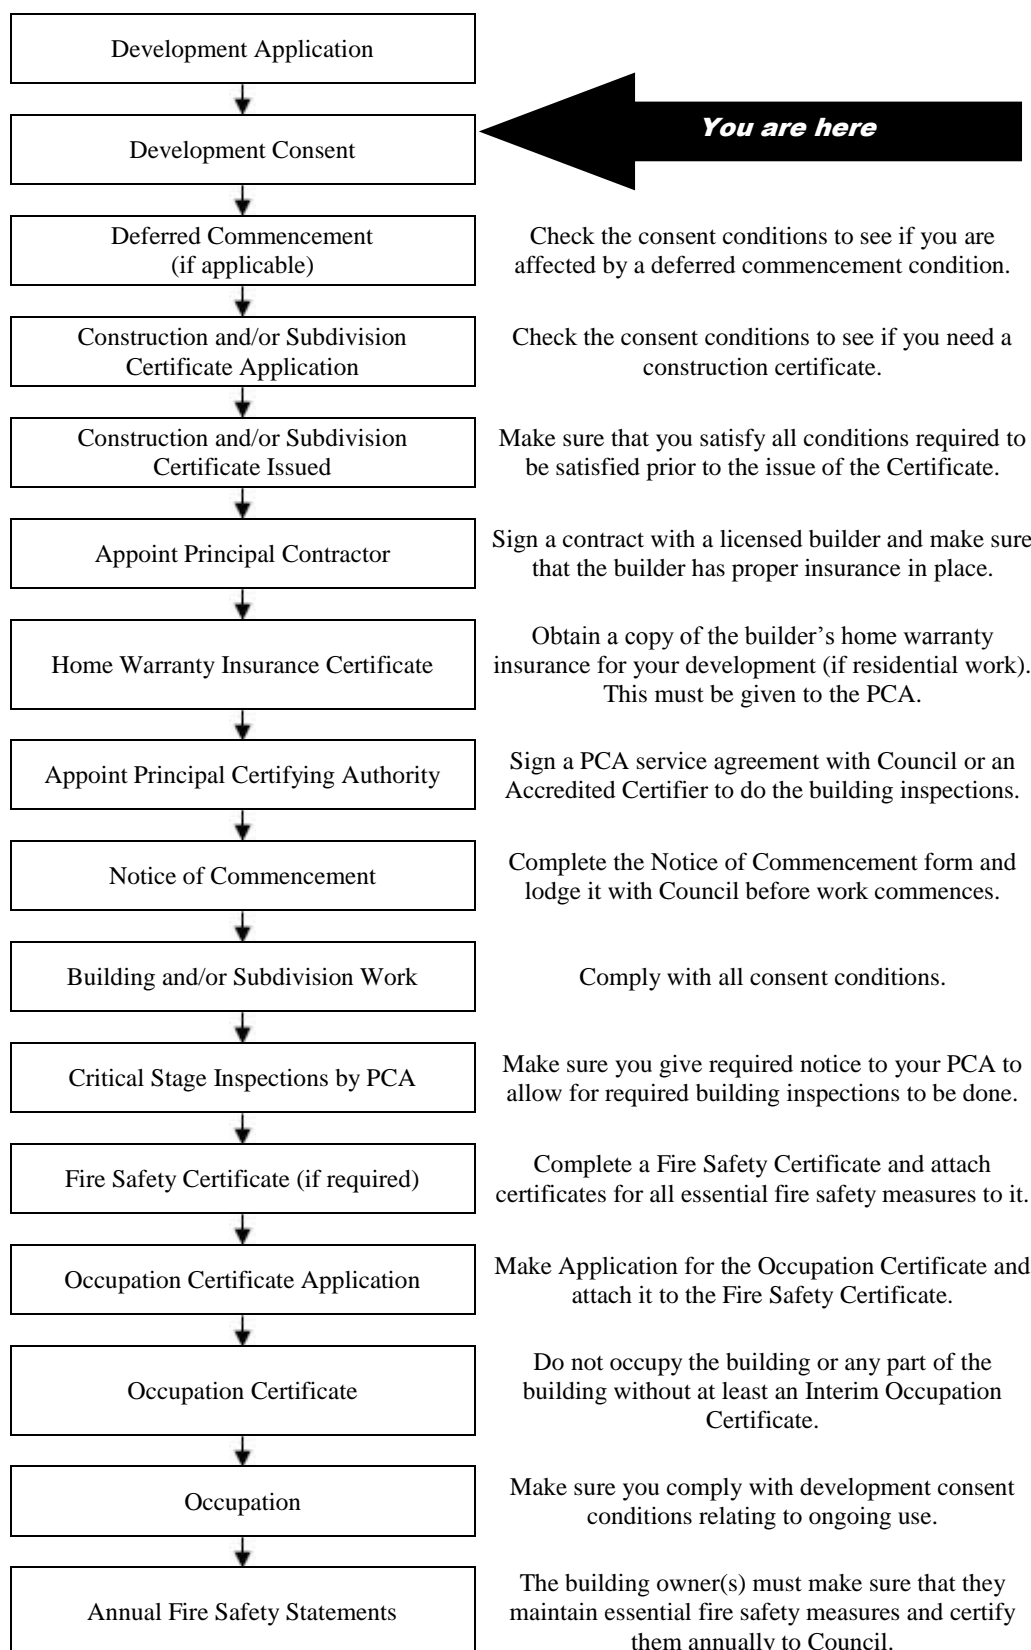 Development Application
Development Consent
You are here
Deferred Commencement
(if applicable)
Check the consent conditions to see if you are
affected by a deferred commencement condition.
Construction and/or Subdivision
Certificate Application
Check the consent conditions to see if you need a
construction certificate.
Construction and/or Subdivision
Certificate Issued
Make sure that you satisfy all conditions required to
be satisfied prior to the issue of the Certificate.
Appoint Principal Contractor
Sign a contract with a licensed builder and make sure
that the builder has proper insurance in place.
Home Warranty Insurance Certificate
Obtain a copy of the builder’s home warranty
insurance for your development (if residential work).
This must be given to the PCA.
Appoint Principal Certifying Authority
Sign a PCA service agreement with Council or an
Accredited Certifier to do the building inspections.
Notice of Commencement
Complete the Notice of Commencement form and
lodge it with Council before work commences.
Building and/or Subdivision Work
Comply with all consent conditions.
Critical Stage Inspections by PCA
Make sure you give required notice to your PCA to
allow for required building inspections to be done.
Fire Safety Certificate (if required)
Complete a Fire Safety Certificate and attach
certificates for all essential fire safety measures to it.
Occupation Certificate Application
Make Application for the Occupation Certificate and
attach it to the Fire Safety Certificate.
Occupation Certificate
Do not occupy the building or any part of the
building without at least an Interim Occupation
Certificate.
Occupation
Make sure you comply with development consent
conditions relating to ongoing use.
Annual Fire Safety Statements
The building owner(s) must make sure that they
maintain essential fire safety measures and certify
them annually to Council.